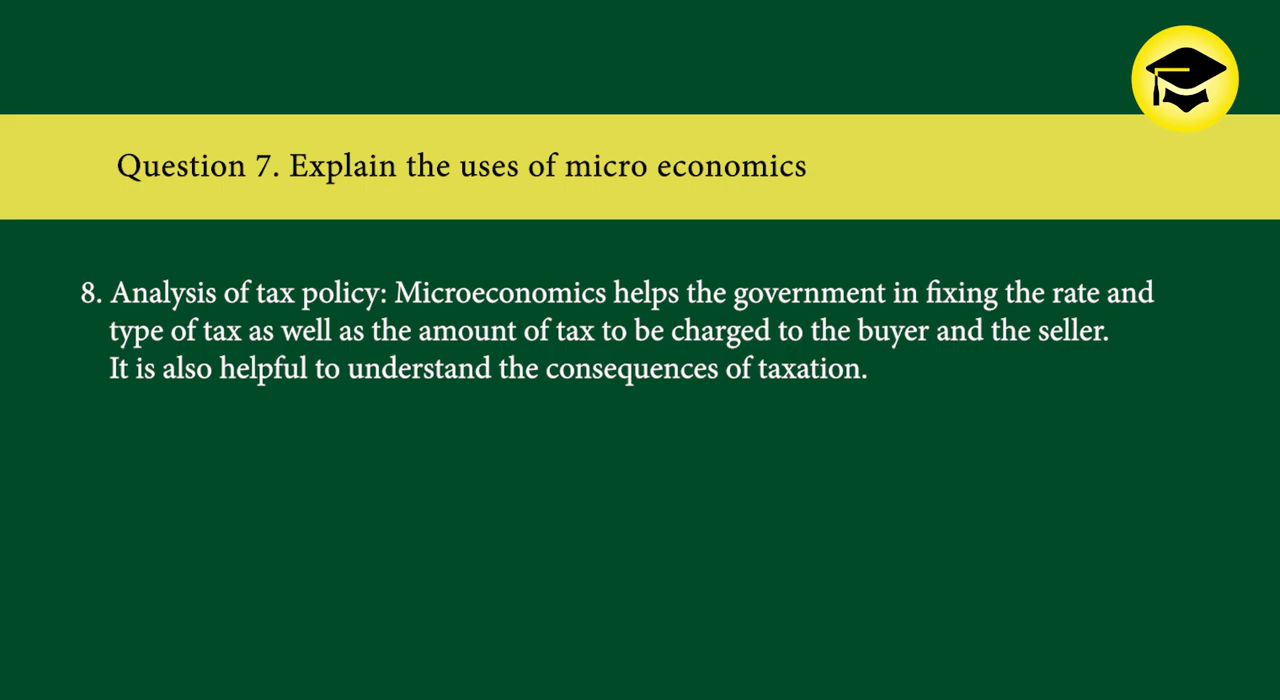 Question 7. Explain the uses of micro economics
8. Analysis of tax policy: Microeconomics helps the government in fixing the rate and
type of tax as well as the amount of tax to be charged to the buyer and the seller.
It is also helpful to understand the consequences of taxation.